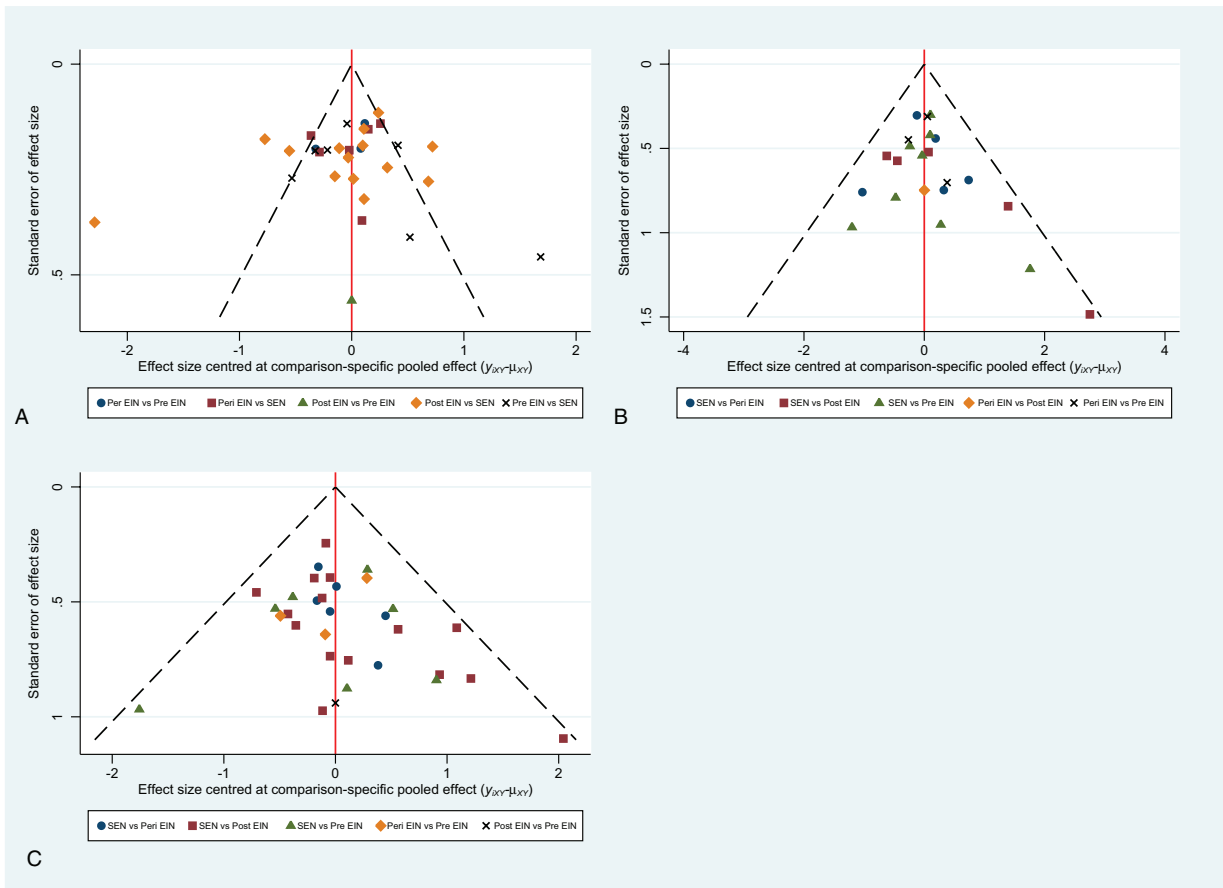 Standard error of effect size
0
.5
-2 -1 0 1 2
Effect size centred at comparison-specific pooled effect (yiXY-μXY)
Per EIN vs Pre EIN Peri EIN vs SEN Post EIN vs Pre EIN Post EIN vs SEN Pre EIN vs SEN
A
Standard error of effect size
0
.5
1
1.5
-4 -2 0 2 4
Effect size centred at comparison-specific pooled effect (yiXY-μXY)
SEN vs Peri EIN SEN vs Post EIN SEN vs Pre EIN Peri EIN vs Post EIN Peri EIN vs Pre EIN
B
Standard error of effect size
0
.5
1
-2 -1 0 1 2
Effect size centred at comparison-specific pooled effect (yiXY-μXY)
SEN vs Peri EIN SEN vs Post EIN SEN vs Pre EIN Peri EIN vs Pre EIN Post EIN vs Pre EIN
C